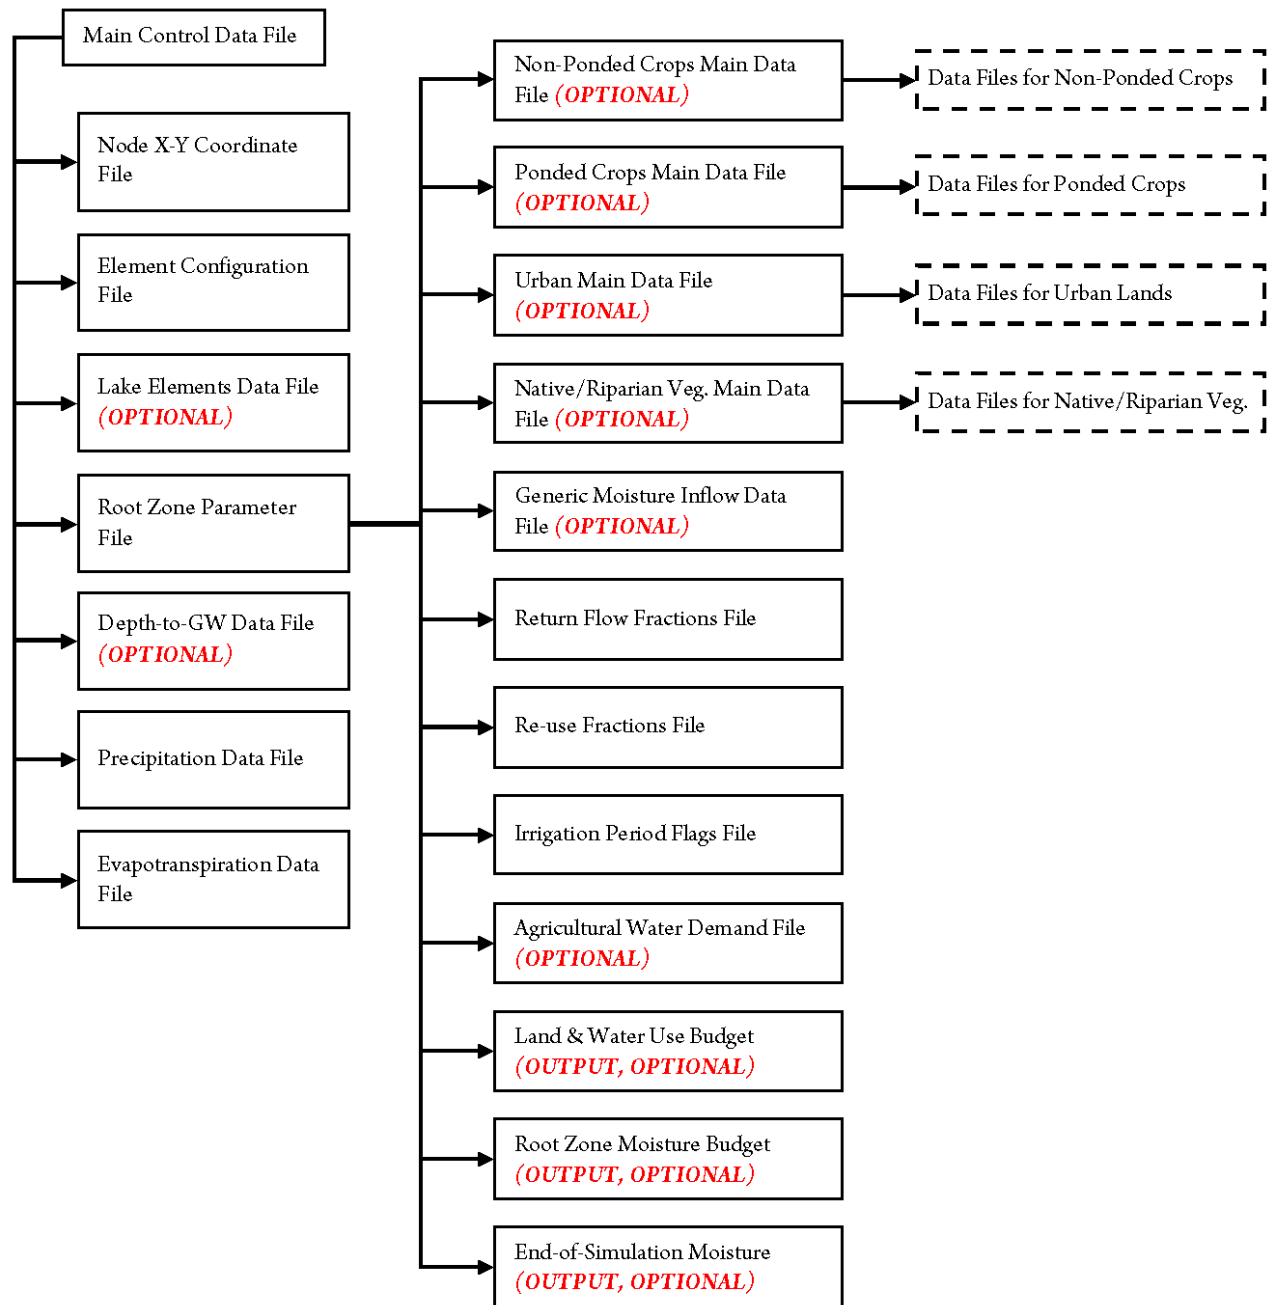 Main Control Data File
Node X-Y Coordinate
File
Element Configuration
File
Lake Elements Data File
(OPTIONAL)
Root Zone Parameter
File
Depth-to-GW Data File
(OPTIONAL)
Precipitation Data File
Evapotranspiration Data
File
Non-Ponded Crops Main Data
File (OPTIONAL)
Ponded Crops Main Data File
(OPTIONAL)
Urban Main Data File
(OPTIONAL)
Native/Riparian Veg. Main Data
File (OPTIONAL)
Generic Moisture Inflow Data
File (OPTIONAL)
Return Flow Fractions File
Re-use Fractions File
Irrigation Period Flags File
Agricultural Water Demand File
(OPTIONAL)
Land & Water Use Budget
(OUTPUT, OPTIONAL)
Root Zone Moisture Budget
(OUTPUT, OPTIONAL)
End-of-Simulation Moisture
(OUTPUT, OPTIONAL)
Data Files for Non-Ponded Crops
Data Files for Ponded Crops
Data Files for Urban Lands
Data Files for Native/Riparian Veg.